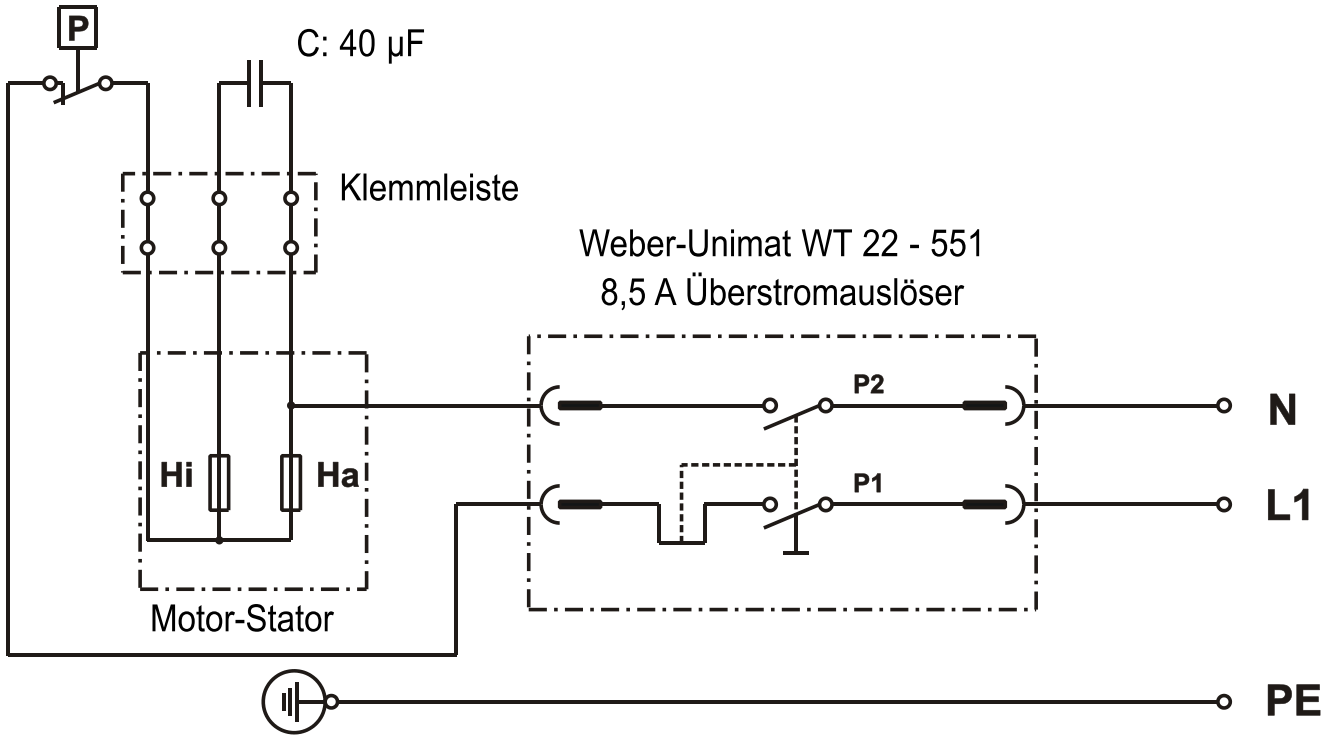 P
C: 40 µF
Klemmleiste
Weber-Unimat WT 22 - 551
8,5 A Überstromauslöser
P2
N
Hi
Ha
P1
L1
Motor-Stator
PE